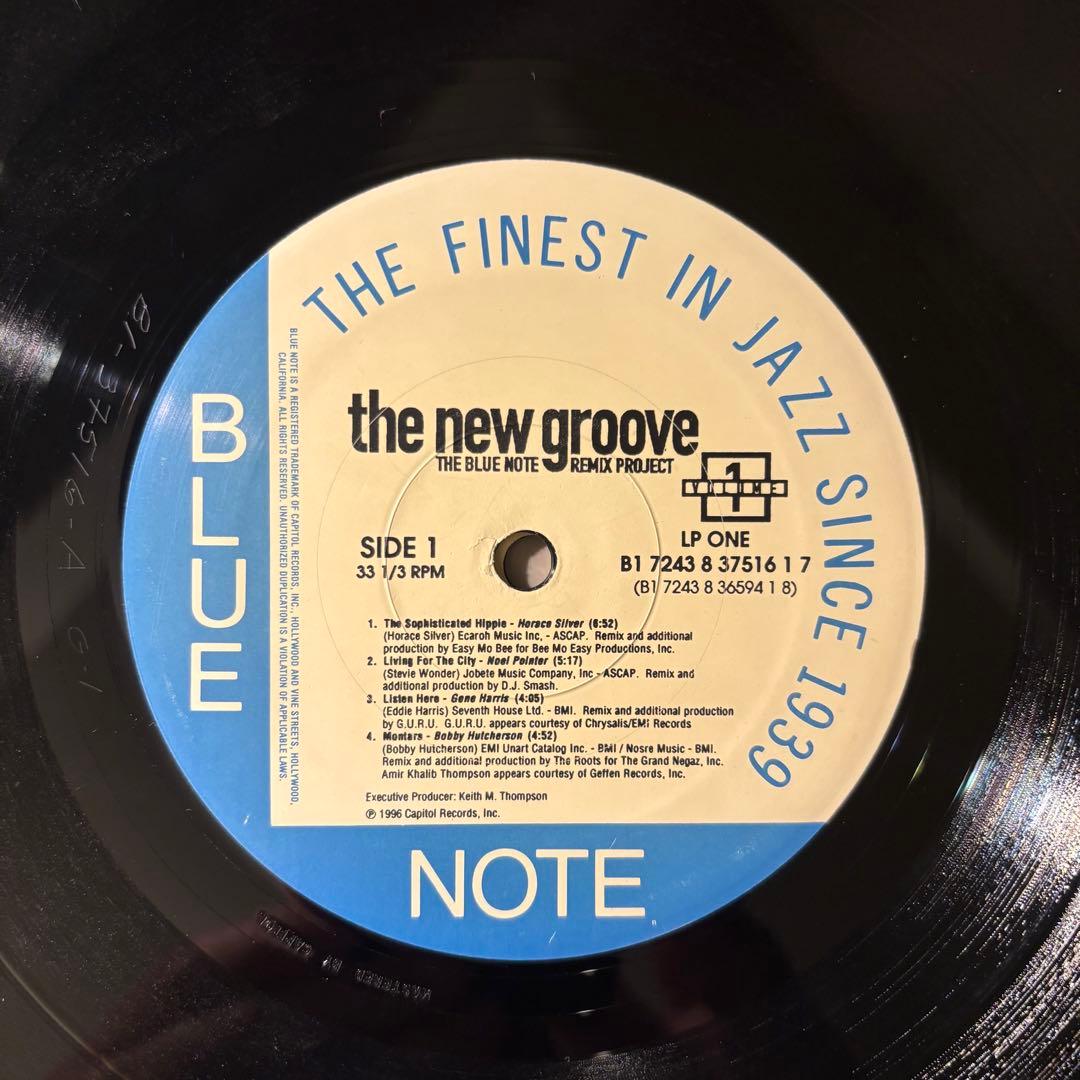 THE FINEST IN JAZZ SINCE 1939
BLUE
NOTE
BLUE NOTE IS A REGISTERED TRADEMARK OF CAPITOL RECORDS, INC., HOLLYWOOD AND VINE STREETS, HOLLYWOOD,
CALIFORNIA. ALL RIGHTS RESERVED. UNAUTHORIZED DUPLICATION IS A VIOLATION OF APPLICABLE LAWS.
the new groove
THE BLUE NOTE REMIX PROJECT
VOLUME
1
SIDE 1
33 1/3 RPM
LP ONE
B1 7243 8 37516 1 7
(B1 7243 8 36594 1 8)
1. The Sophisticated Hippie - Horace Silver (6:52)
(Horace Silver) Ecaroh Music Inc, - ASCAP. Remix and additional
production by Easy Mo Bee for Bee Mo Easy Productions, Inc.
2. Living For The City - Noel Pointer (5:17)
(Stevie Wonder) Jobete Music Company, Inc - ASCAP. Remix and
additional production by D.J. Smash.
3. Listen Here - Gene Harris (4:05)
(Eddie Harris) Seventh House Ltd. - BMI. Remix and additional production
by G.U.R.U. G.U.R.U. appears courtesy of Chrysalis/EMI Records
4. Montara - Bobby Hutcherson (4:52)
(Bobby Hutcherson) EMI Unart Catalog Inc. - BMI / Nosre Music - BMI.
Remix and additional production by The Roots for The Grand Negaz, Inc.
Amir Khalib Thompson appears courtesy of Geffen Records, Inc.
Executive Producer: Keith M. Thompson
℗ 1996 Capitol Records, Inc.
B1-37516-A G1
MASTERED BY CAPITOL